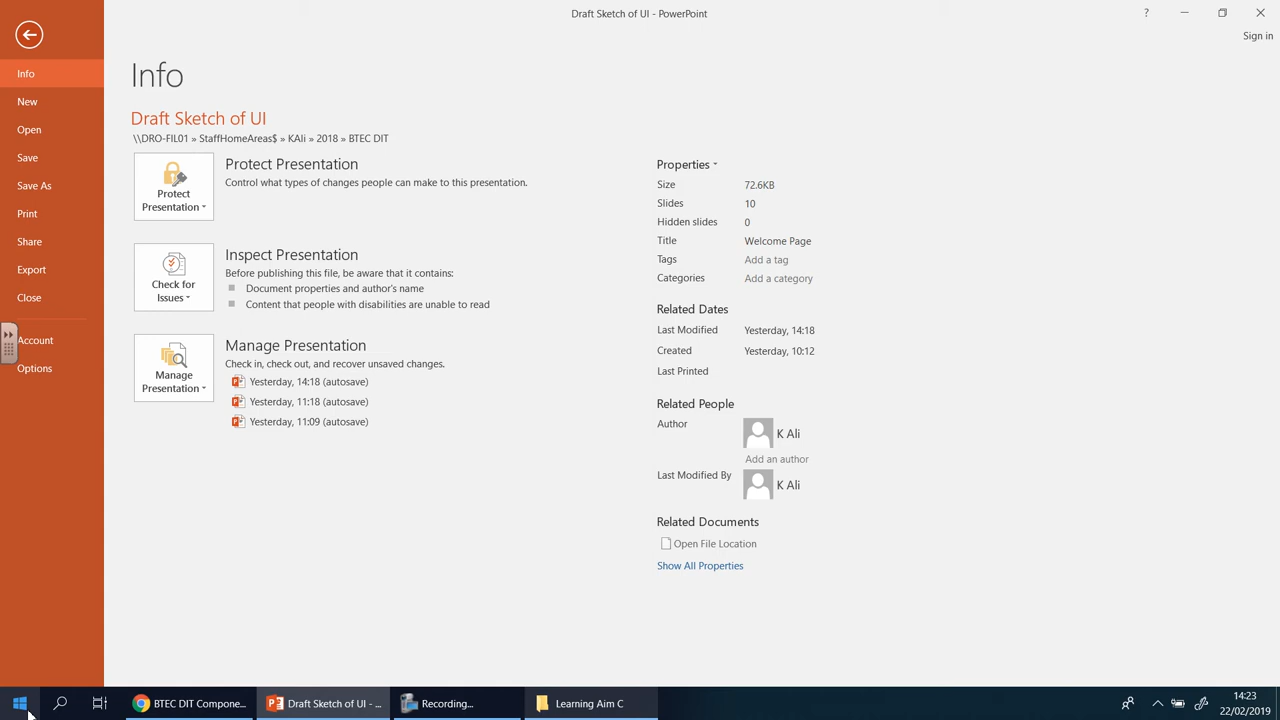 Draft Sketch of UI - PowerPoint
?
Sign in
Info
New
Open
Save
Save As
Print
Share
Export
Close
Account
Options
Info
Draft Sketch of UI
\\DRO-FIL01 » StaffHomeAreas$ » KAli » 2018 » BTEC DIT
Protect
Presentation
Protect Presentation
Control what types of changes people can make to this presentation.
Check for
Issues
Inspect Presentation
Before publishing this file, be aware that it contains:
Document properties and author's name
Content that people with disabilities are unable to read
Manage
Presentation
Manage Presentation
Check in, check out, and recover unsaved changes.
Yesterday, 14:18 (autosave)
Yesterday, 11:18 (autosave)
Yesterday, 11:09 (autosave)
Properties
Size 72.6KB
Slides 10
Hidden slides 0
Title Welcome Page
Tags Add a tag
Categories Add a category
Related Dates
Last Modified Yesterday, 14:18
Created Yesterday, 10:12
Last Printed
Related People
Author K Ali
Add an author
Last Modified By K Ali
Related Documents
Open File Location
Show All Properties
BTEC DIT Compone...
Draft Sketch of UI - ...
Recording...
Learning Aim C
14:23
22/02/2019